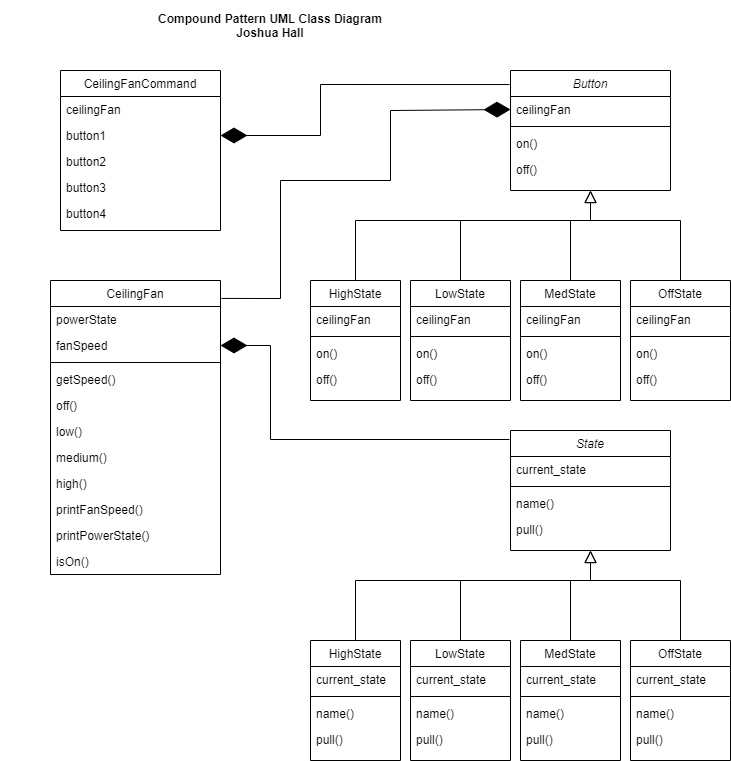 Compound Pattern UML Class Diagram
Joshua Hall
CeilingFanCommand
ceilingFan
button1
button2
button3
button4
Button
ceilingFan
on()
off()
CeilingFan
powerState
fanSpeed
getSpeed()
off()
low()
medium()
high()
printFanSpeed()
printPowerState()
isOn()
HighState
ceilingFan
on()
off()
LowState
ceilingFan
on()
off()
MedState
ceilingFan
on()
off()
OffState
ceilingFan
on()
off()
State
current_state
name()
pull()
HighState
current_state
name()
pull()
LowState
current_state
name()
pull()
MedState
current_state
name()
pull()
OffState
current_state
name()
pull()